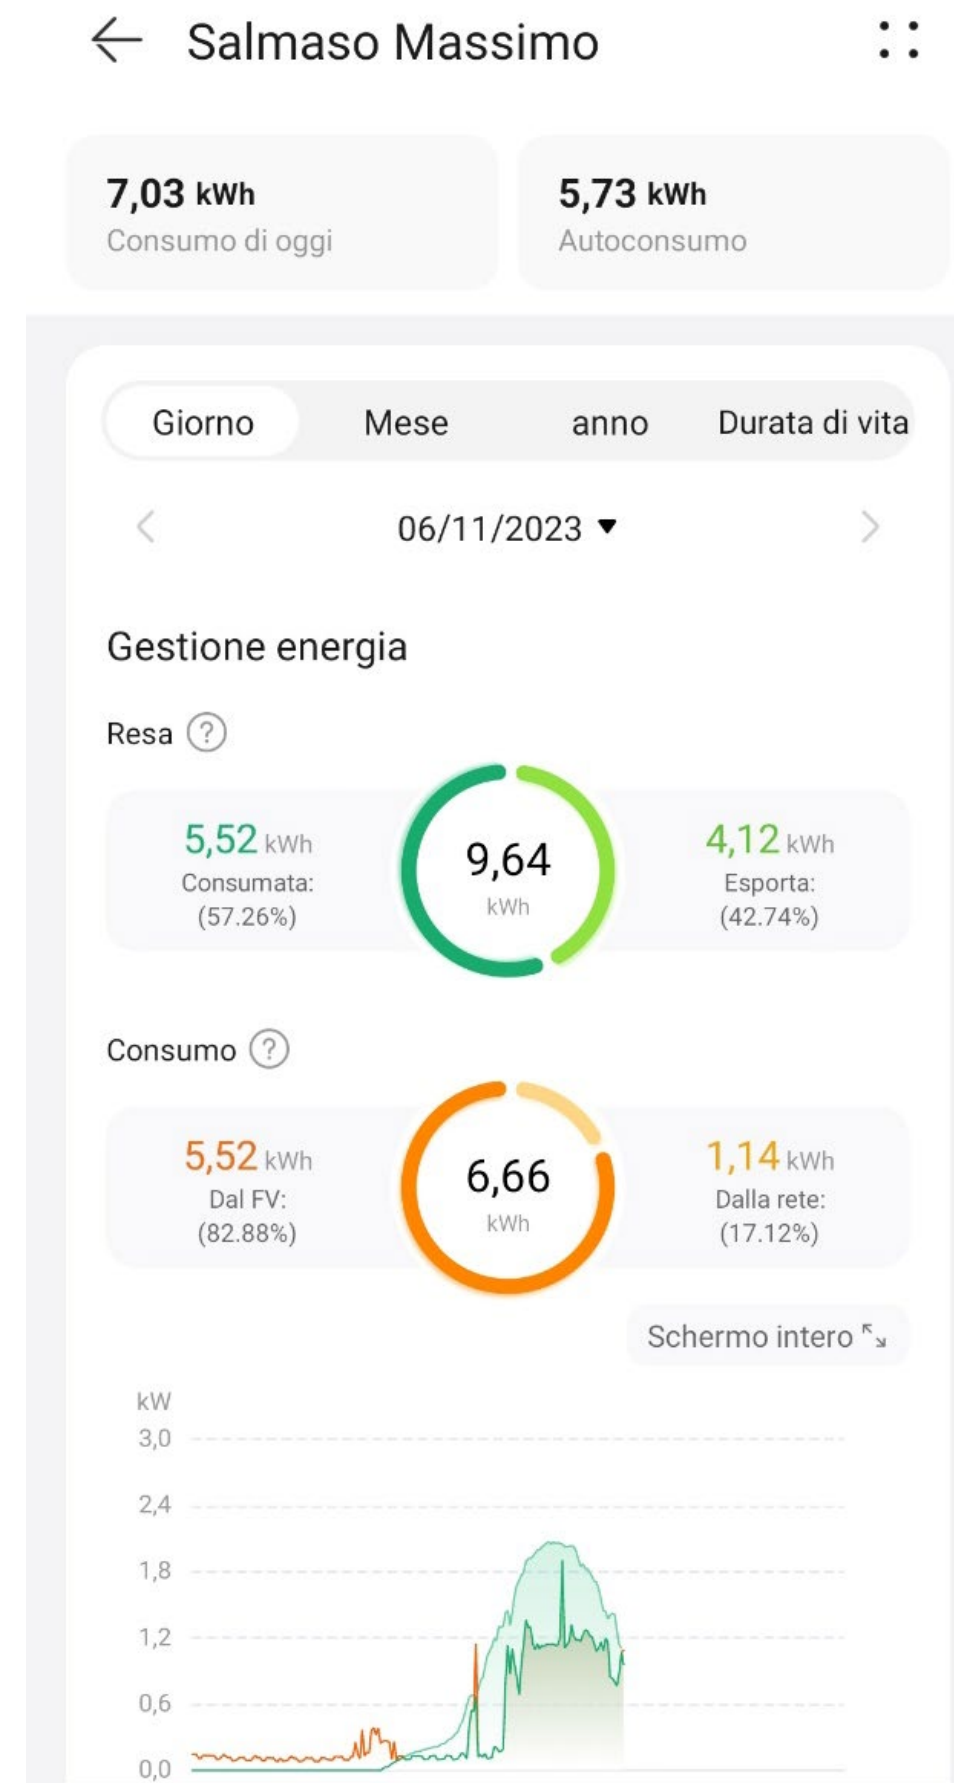 Salmaso Massimo
7,03 kWh
Consumo di oggi
5,73 kWh
Autoconsumo
Giorno Mese anno Durata di vita
06/11/2023
Gestione energia
Resa ?
5,52 kWh
Consumata:
(57.26%)
9,64
kWh
4,12 kWh
Esporta:
(42.74%)
Consumo ?
5,52 kWh
Dal FV:
(82.88%)
6,66
kWh
1,14 kWh
Dalla rete:
(17.12%)
Schermo intero
kW
3,0
2,4
1,8
1,2
0,6
0,0